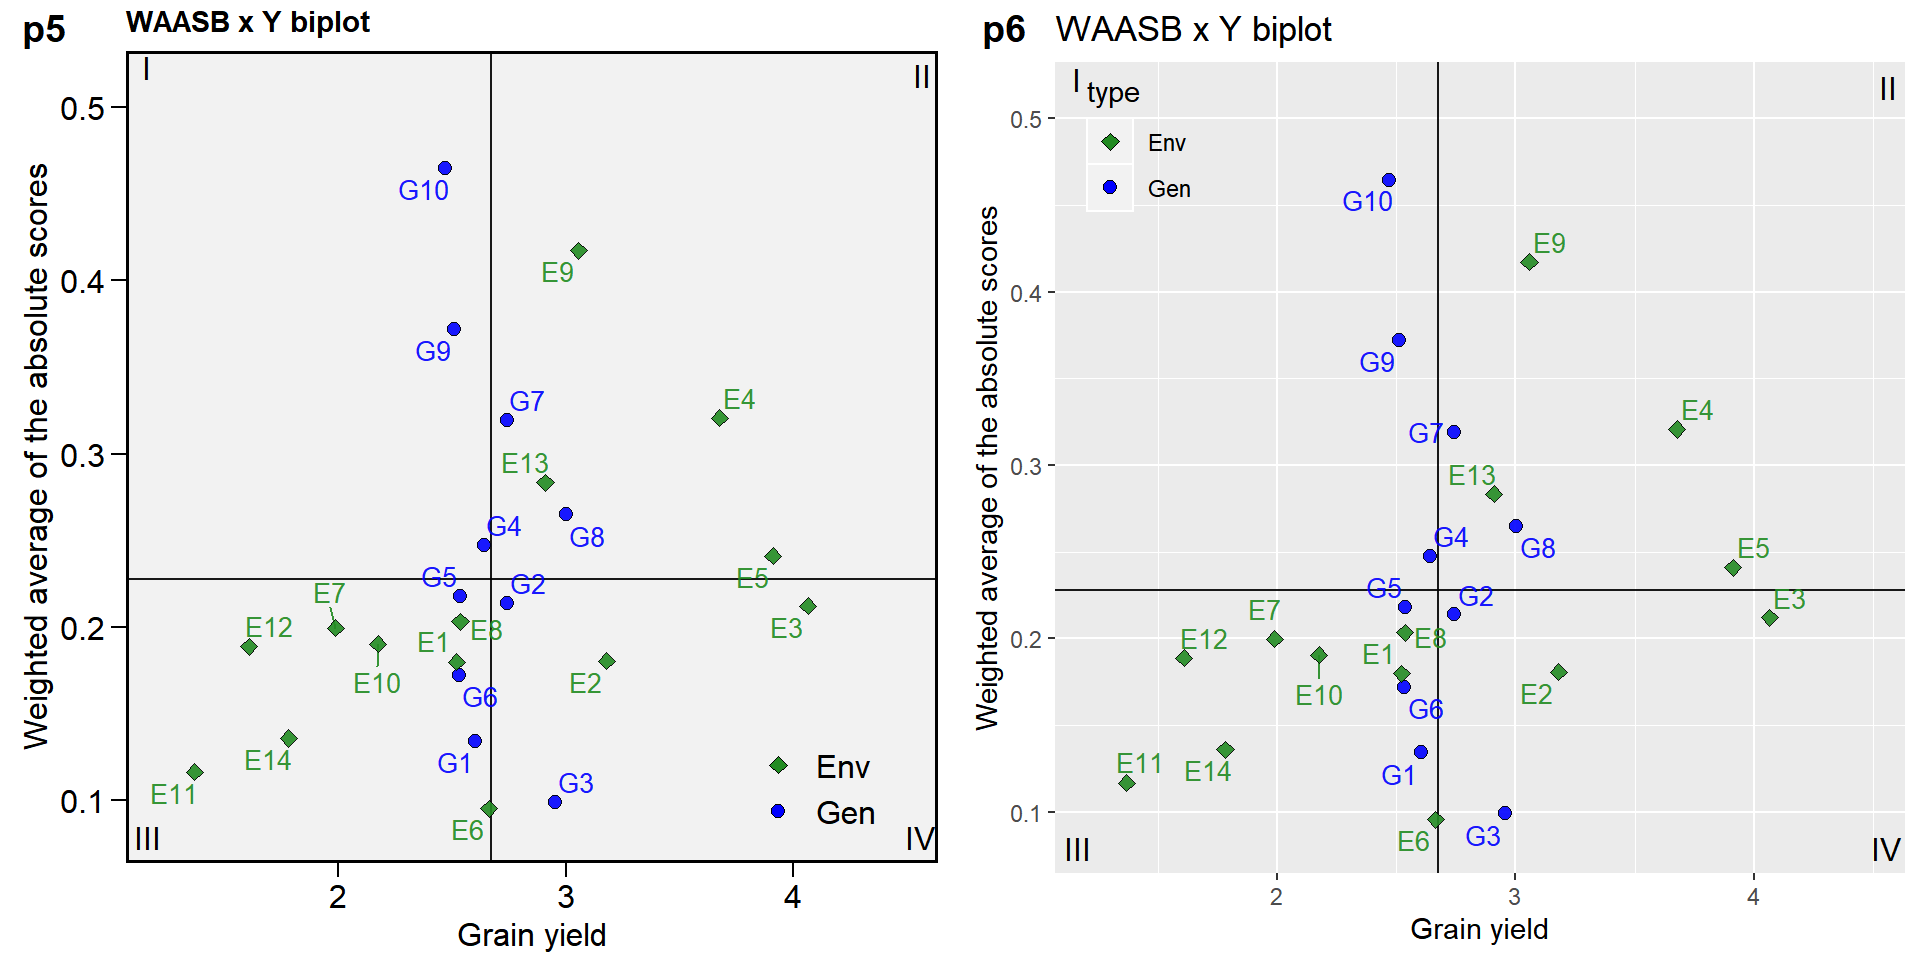 p5 WAASB x Y biplot
I II
0.5
G10
E9
0.4
G9
G7 E4
0.3
E13
G4 G8
G5 E5
E7 G2
0.2 E12 E1 E8 E3
E10 G6 E2
E14 G1
E11 G3
0.1
E6
Env
Gen
III IV
2 3 4
Grain yield
Weighted average of the absolute scores
p6 WAASB x Y biplot
I type II
Env
Gen
0.5
G10
E9
0.4
G9
E4
G7
0.3 E13
G4 G8 E5
G5 G2 E3
E7
0.2 E12 E1 E8
E10 G6 E2
E11 E14 G1
0.1
E6 G3
III IV
2 3 4
Grain yield
Weighted average of the absolute scores